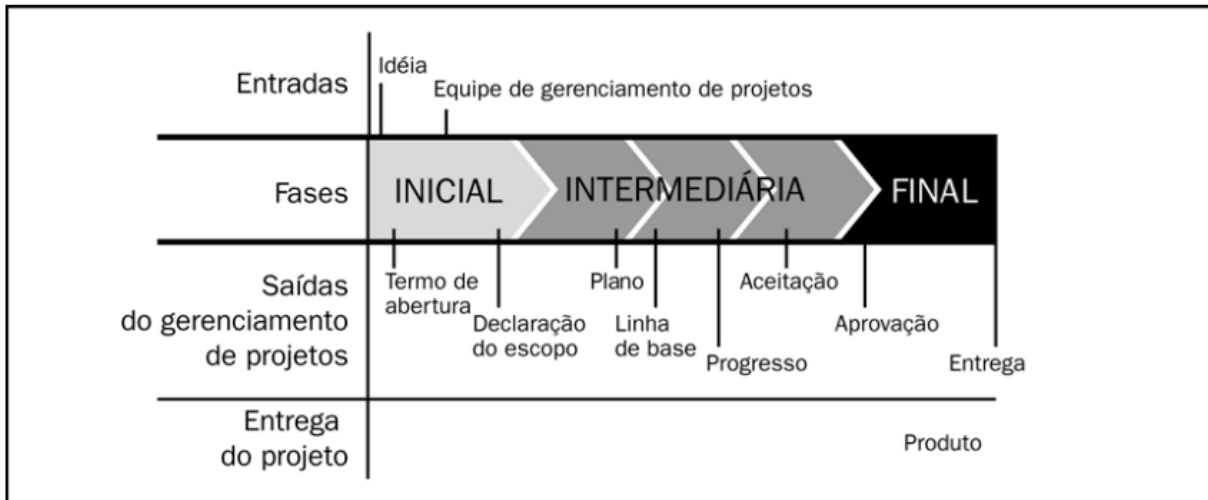 Entradas
Idéia
Equipe de gerenciamento de projetos
Fases
INICIAL
INTERMEDIÁRIA
FINAL
Saídas
do gerenciamento
de projetos
Termo de
abertura
Declaração
do escopo
Plano
Linha
de base
Progresso
Aceitação
Aprovação
Entrega
Entrega
do projeto
Produto